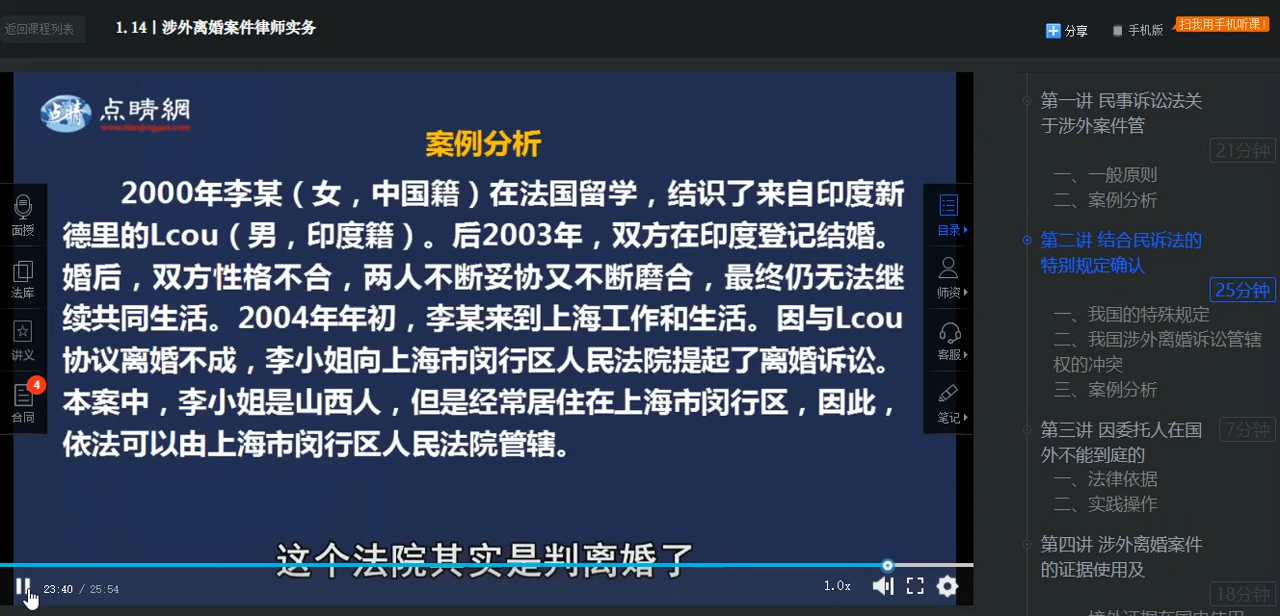 返回课程列表
1. 14丨涉外离婚案件律师实务
分享
手机版
扫我用手机听课!
点睛
点睛網
案例分析
2000年李某（女，中国籍）在法国留学，结识了来自印度新
德里的Lcou（男，印度籍）。后2003年，双方在印度登记结婚。
婚后，双方性格不合，两人不断妥协又不断磨合，最终仍无法继
续共同生活。2004年年初，李某来到上海工作和生活。因与Lcou
协议离婚不成，李小姐向上海市闵行区人民法院提起了离婚诉讼。
本案中，李小姐是山西人，但是经常居住在上海市闵行区，因此，
依法可以由上海市闵行区人民法院管辖。
这个法院其实是判离婚了
面授
法库
讲义
4
合同
目录
师资
客服
笔记
23:40 / 25:54
1.0x
第一讲 民事诉讼法关
于涉外案件管
21分钟
一、一般原则
二、案例分析
第二讲 结合民诉法的
特别规定确认
25分钟
一、我国的特殊规定
二、我国涉外离婚诉讼管辖
权的冲突
三、案例分析
第三讲 因委托人在国
外不能到庭的
7分钟
一、法律依据
二、实践操作
第四讲 涉外离婚案件
的证据使用及
18分钟